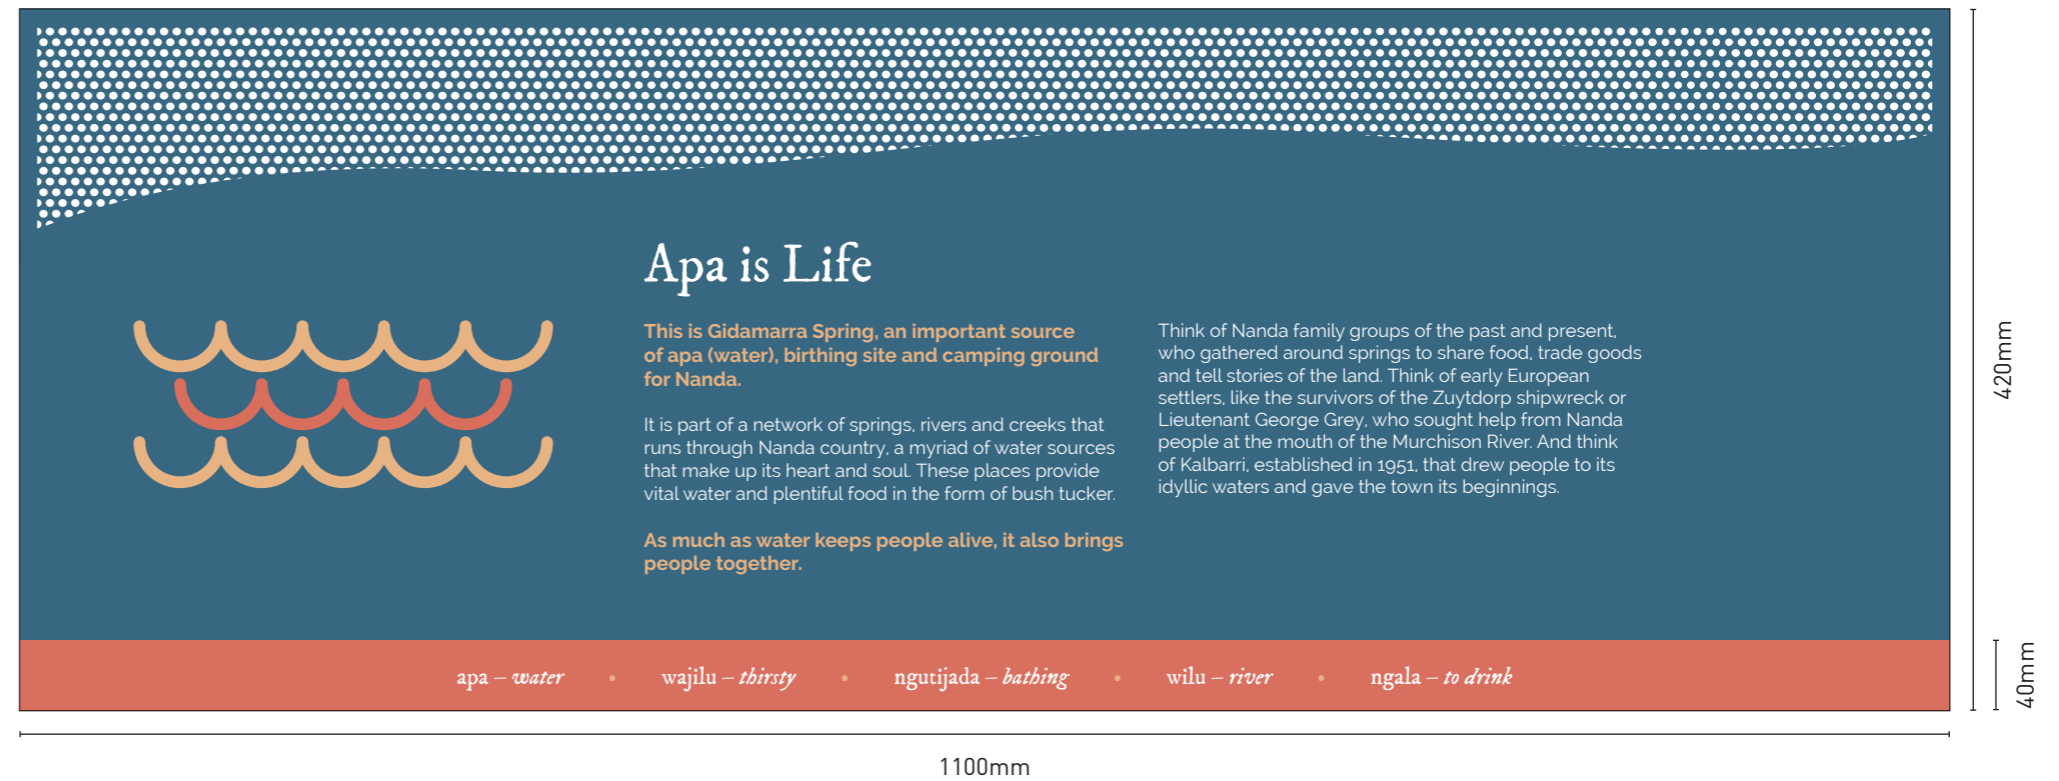 Apa is Life
This is Gidamarra Spring, an important source
of apa (water), birthing site and camping ground
for Nanda.
It is part of a network of springs, rivers and creeks that
runs through Nanda country, a myriad of water sources
that make up its heart and soul. These places provide
vital water and plentiful food in the form of bush tucker.
As much as water keeps people alive, it also brings
people together.
Think of Nanda family groups of the past and present,
who gathered around springs to share food, trade goods
and tell stories of the land. Think of early European
settlers, like the survivors of the Zuytdorp shipwreck or
Lieutenant George Grey, who sought help from Nanda
people at the mouth of the Murchison River. And think
of Kalbarri, established in 1951, that drew people to its
idyllic waters and gave the town its beginnings.
apa – water • wajilu – thirsty • ngutijada – bathing • wilu – river • ngala – to drink
420mm
40mm
1100mm